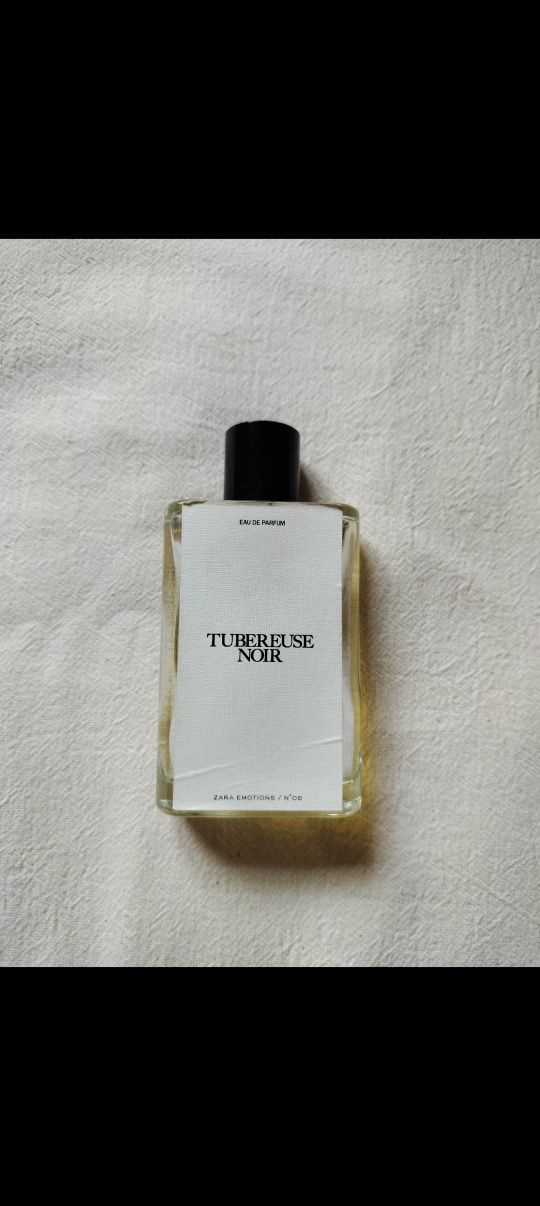 EAU DE PARFUM
TUBEREUSE
NOIR
ZARA EMOTIONS / N°05